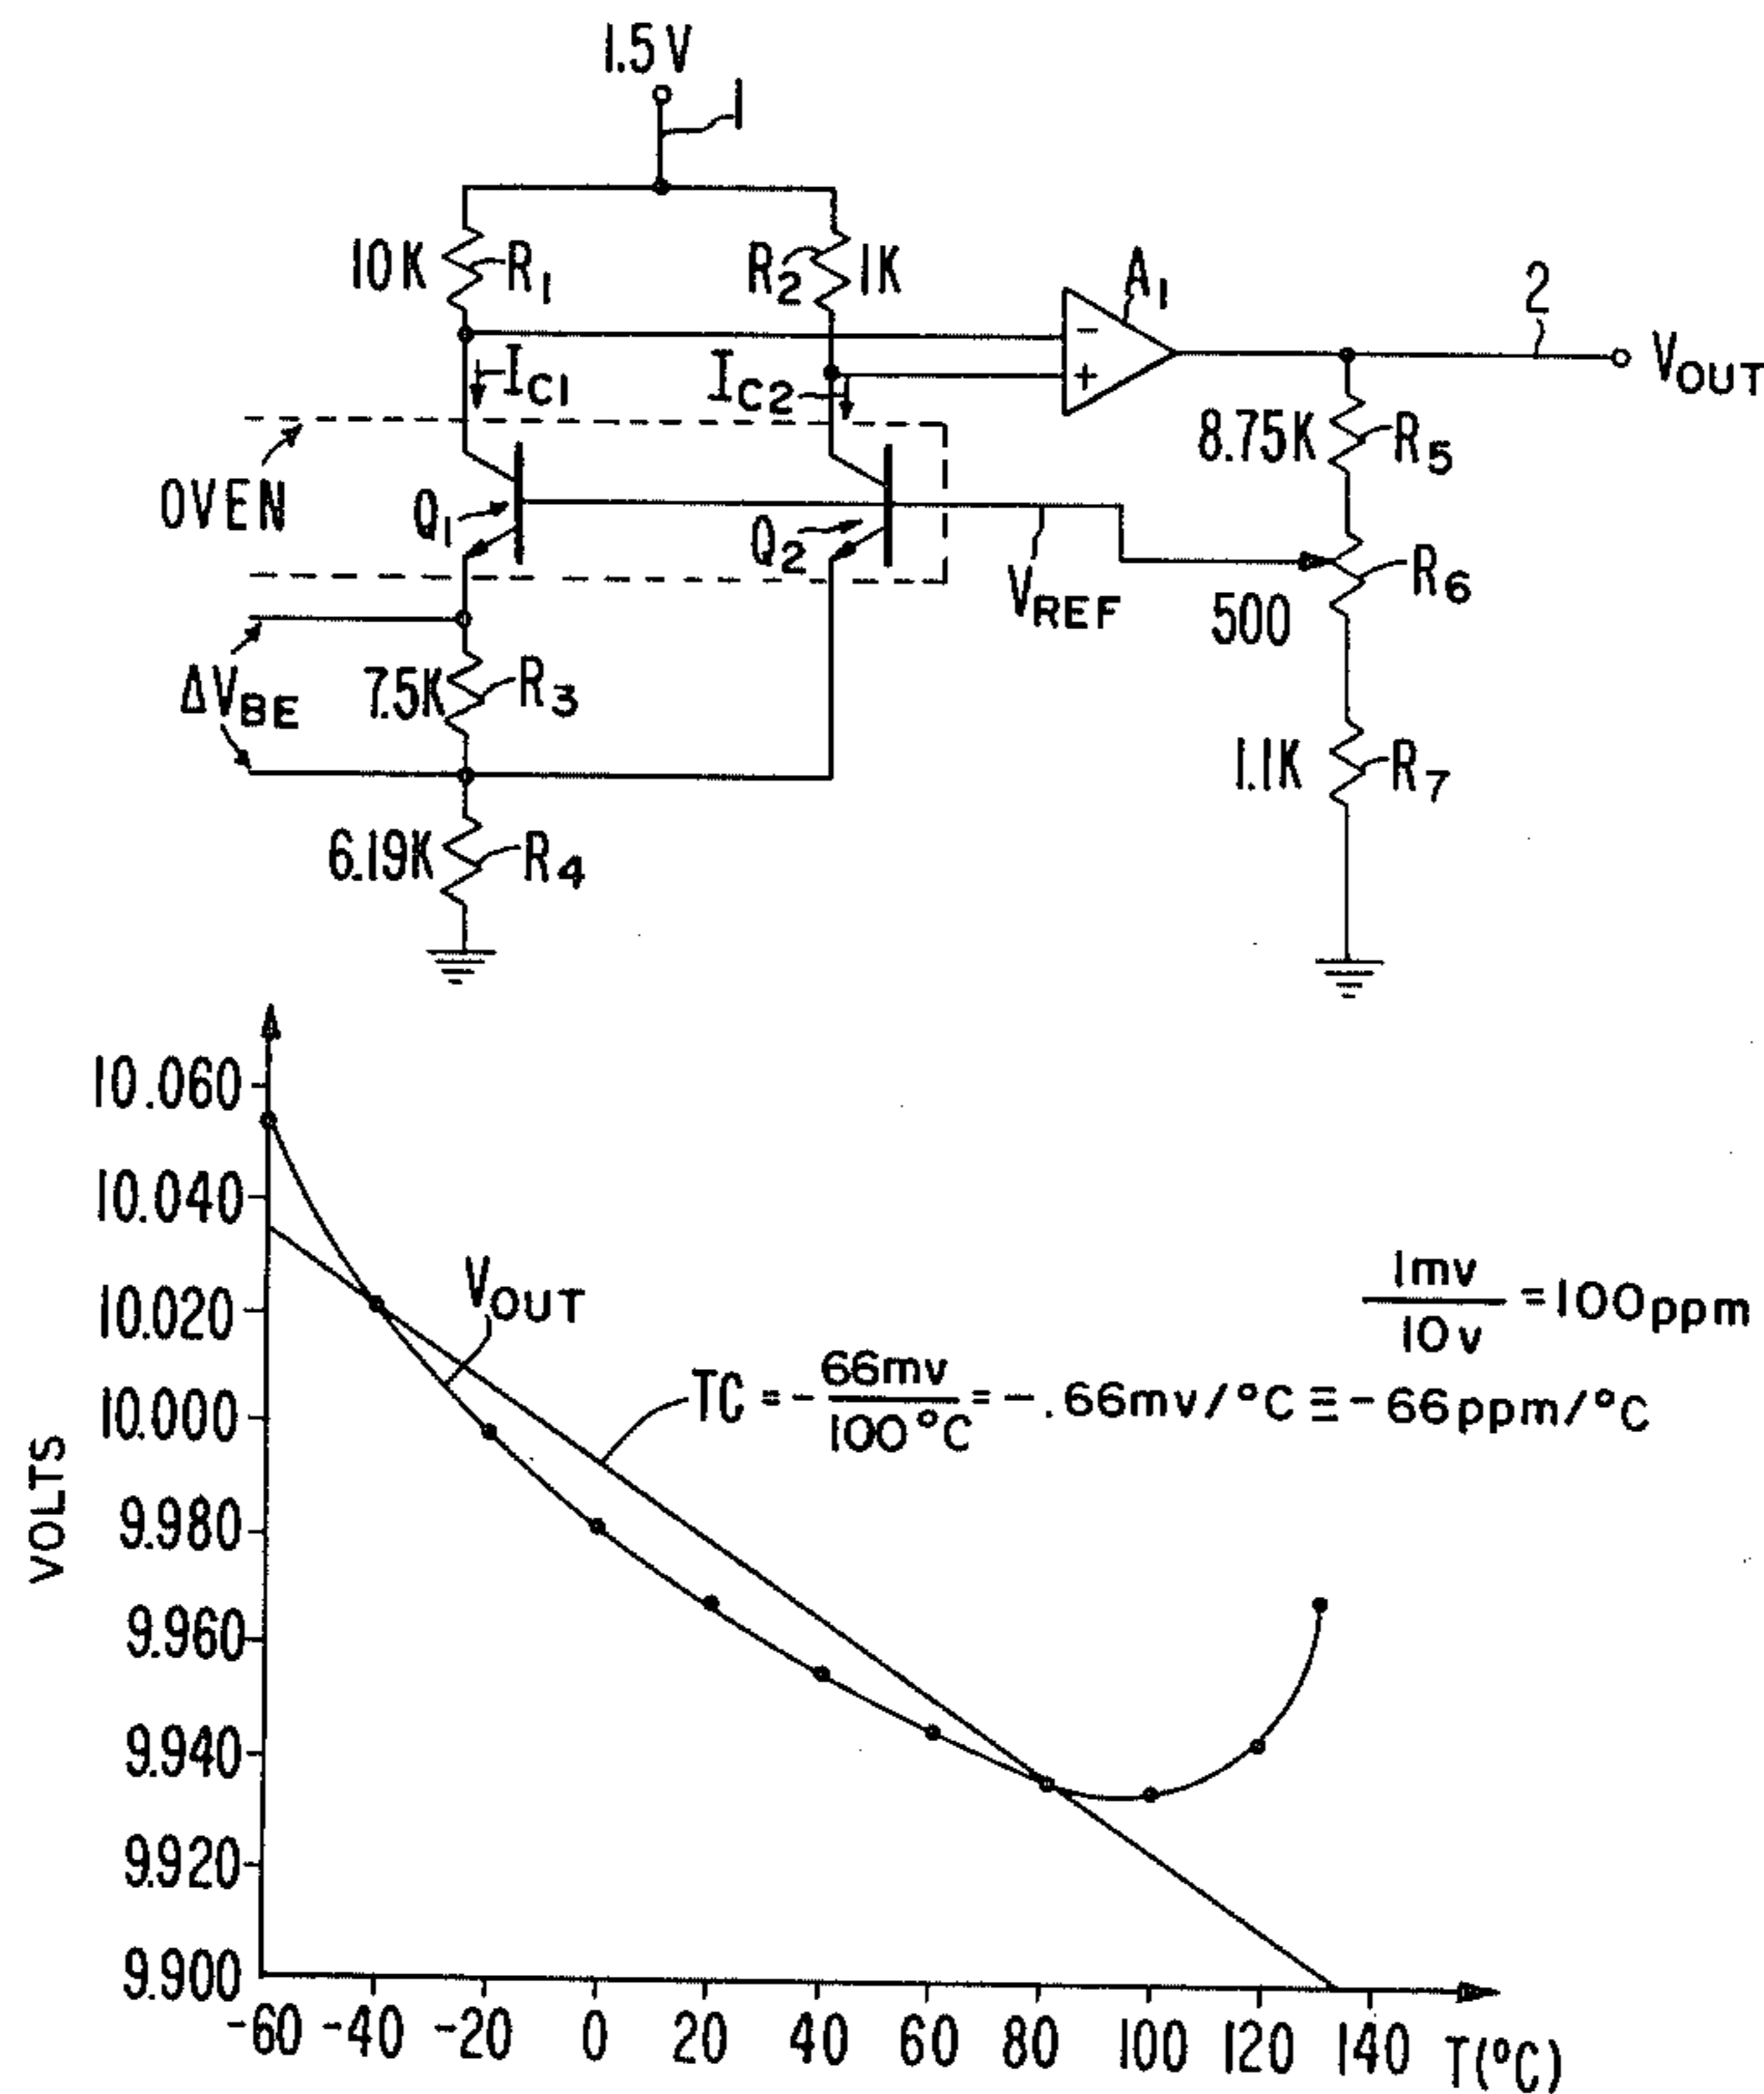 1.5V
1
10K R1
R2 1K
A1
2
VOUT
IC1
IC2
8.75K R5
OVEN
Q1
Q2
VREF
R6
500
ΔVBE
7.5K R3
1.1K R7
6.19K R4
10.060
10.040
10.020
10.000
9.980
9.960
9.940
9.920
9.900
VOLTS
VOUT
1mv
10v
=100ppm
TC = - 66mv/100°C = -.66mv/°C ≡ -66ppm/°C
-60 -40 -20 0 20 40 60 80 100 120 140 T(°C)